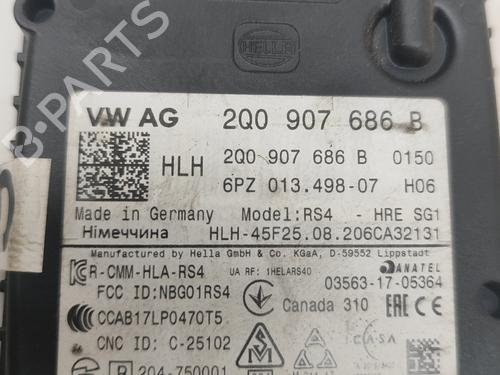 HELLA
VW AG 2Q0 907 686 B
HLH 2Q0 907 686 B 0150
6PZ 013.498-07 H06
Made in Germany Model:RS4 - HRE SG1
Німеччина HLH-45F25.08.206CA32131
Manufactured by Hella GmbH & Co. KGaA, D-59552 Lippstadt
R-CMM-HLA-RS4 UA RF: 1HELARS40 ANATEL
FCC ID:NBG01RS4 03563-17-05364
CCAB17LP0470T5 Canada 310 EAC CE
CNC ID: C-25102 ICASA
R 204-750001
B PARTS